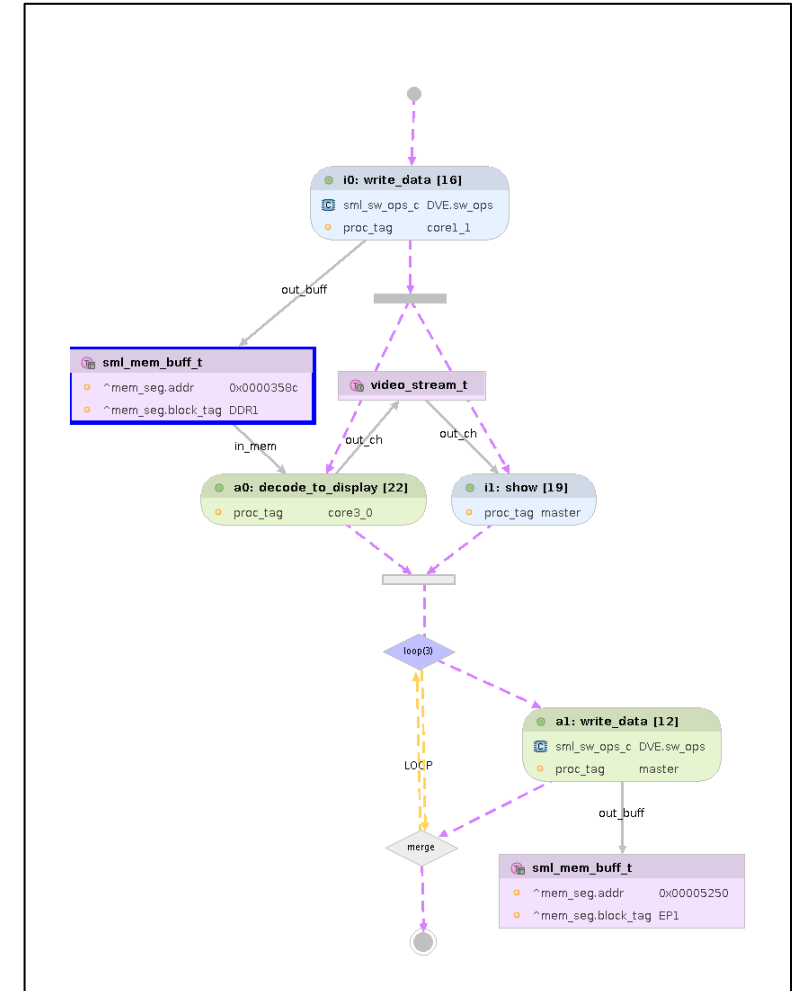 i0: write_data [16]
sml_sw_ops_c DVE.sw_ops
proc_tag core1_1
out_buff
sml_mem_buff_t
^mem_seg.addr 0x0000358c
^mem_seg.block_tag DDR1
video_stream_t
in_mem
out_ch
out_ch
a0: decode_to_display [22]
proc_tag core3_0
i1: show [19]
proc_tag master
loop(3)
a1: write_data [12]
sml_sw_ops_c DVE.sw_ops
proc_tag master
LOOP
out_buff
merge
sml_mem_buff_t
^mem_seg.addr 0x00005250
^mem_seg.block_tag EP1